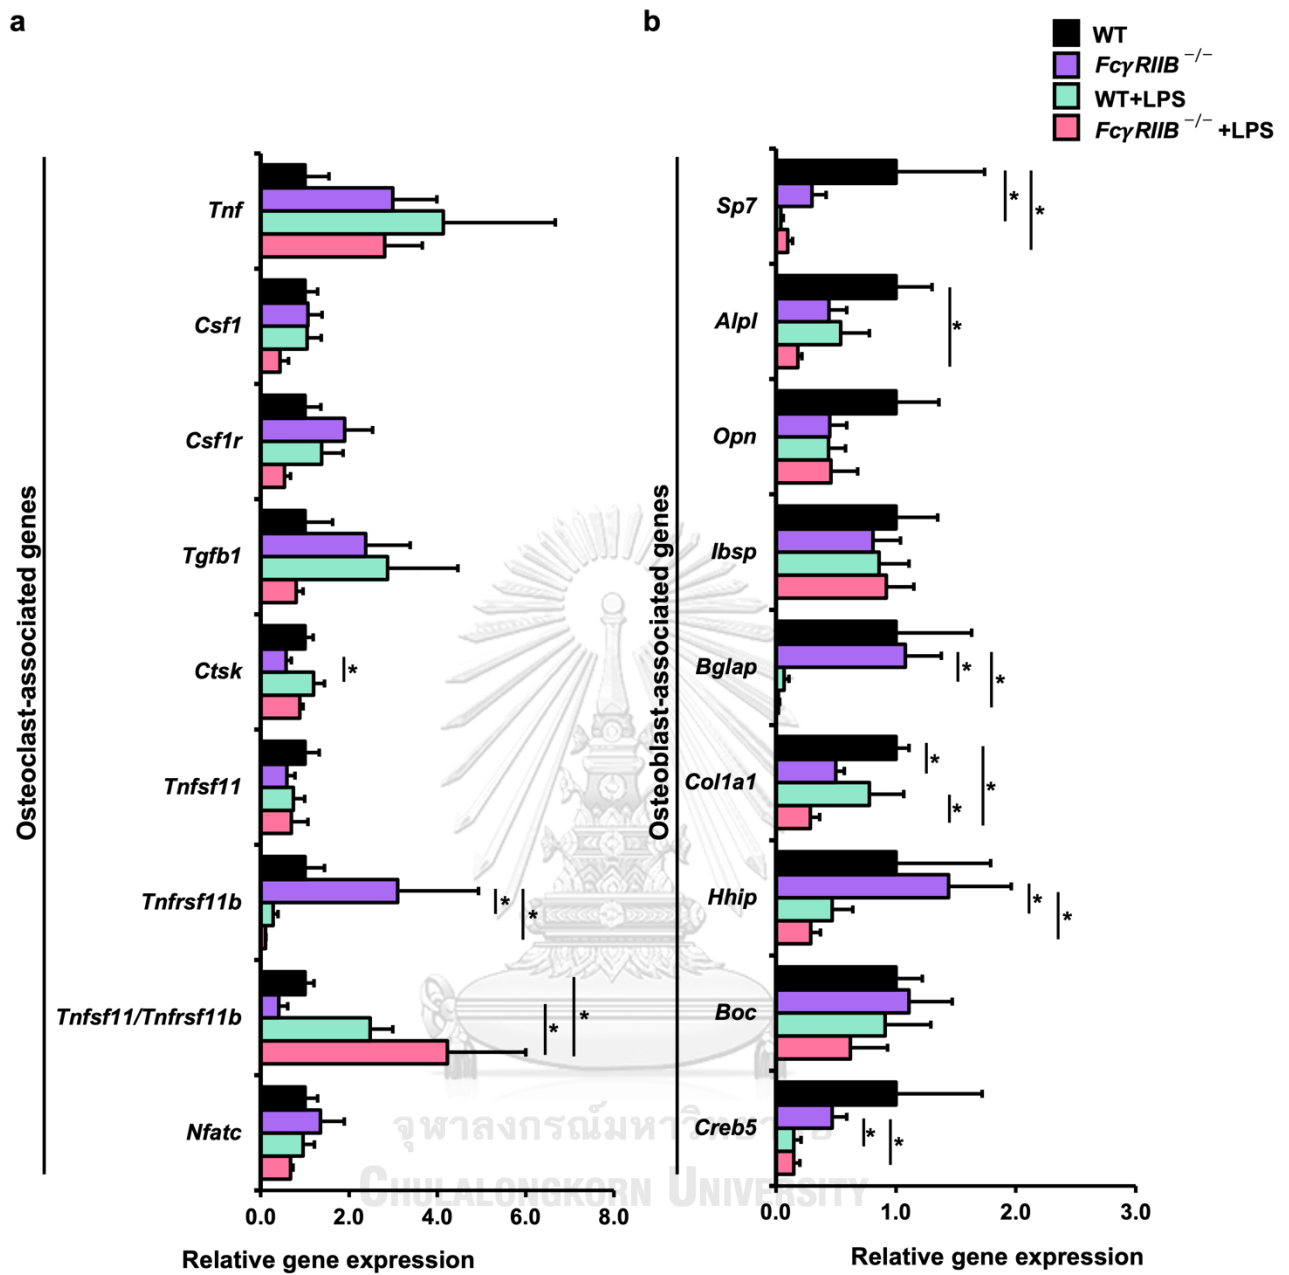 a
b
WT
FcγRIIB −/−
WT+LPS
FcγRIIB −/− +LPS
Osteoclast-associated genes
Tnf
Csf1
Csf1r
Tgfb1
Ctsk
*
Tnfsf11
Tnfrsf11b
* *
Tnfsf11/Tnfrsf11b
* *
Nfatc
0.0 2.0 4.0 6.0 8.0
Relative gene expression
Osteoblast-associated genes
Sp7
* *
Alpl
*
Opn
Ibsp
Bglap
* *
Col1a1
* * *
Hhip
* *
Boc
Creb5
* *
0.0 1.0 2.0 3.0
Relative gene expression
จุฬาลงกรณ์มหาวิทยาลัย
CHULALONGKORN UNIVERSITY